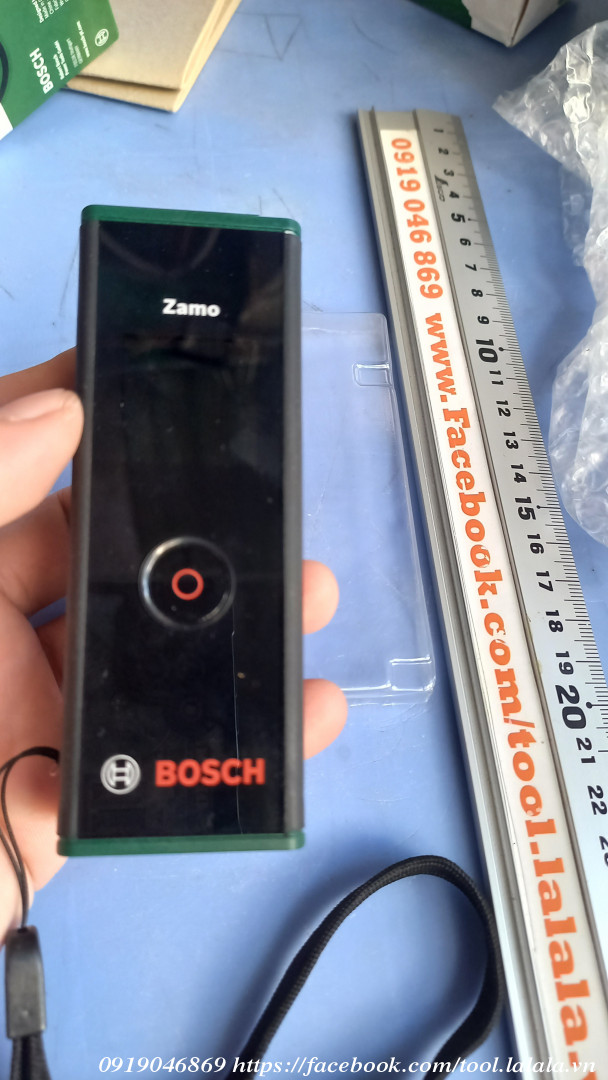 BOSCH
Zamo
BOSCH
0919 046 869 www.Facebook.com/tool.lalala
1 2 3 4 5 6 7 8 9 10 11 12 13 14 15 16 17 18 19 20 21 22
0919046869 https://facebook.com/tool.lalala.vn